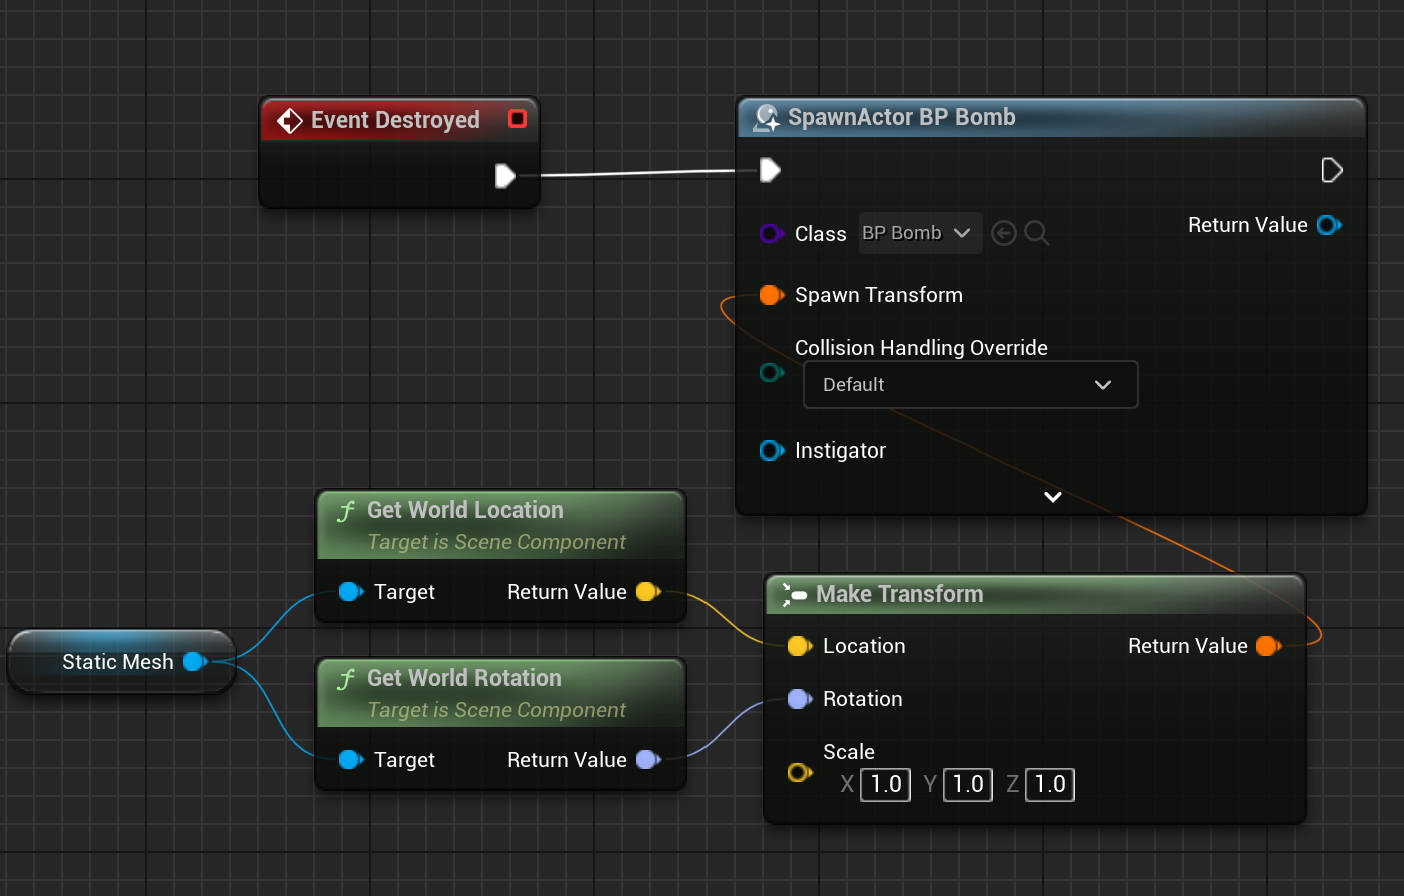 Event Destroyed
SpawnActor BP Bomb
Class BP Bomb
Return Value
Spawn Transform
Collision Handling Override
Default
Instigator
f Get World Location
Target is Scene Component
Target Return Value
Static Mesh
f Get World Rotation
Target is Scene Component
Target Return Value
Make Transform
Location Return Value
Rotation
Scale
X 1.0 Y 1.0 Z 1.0